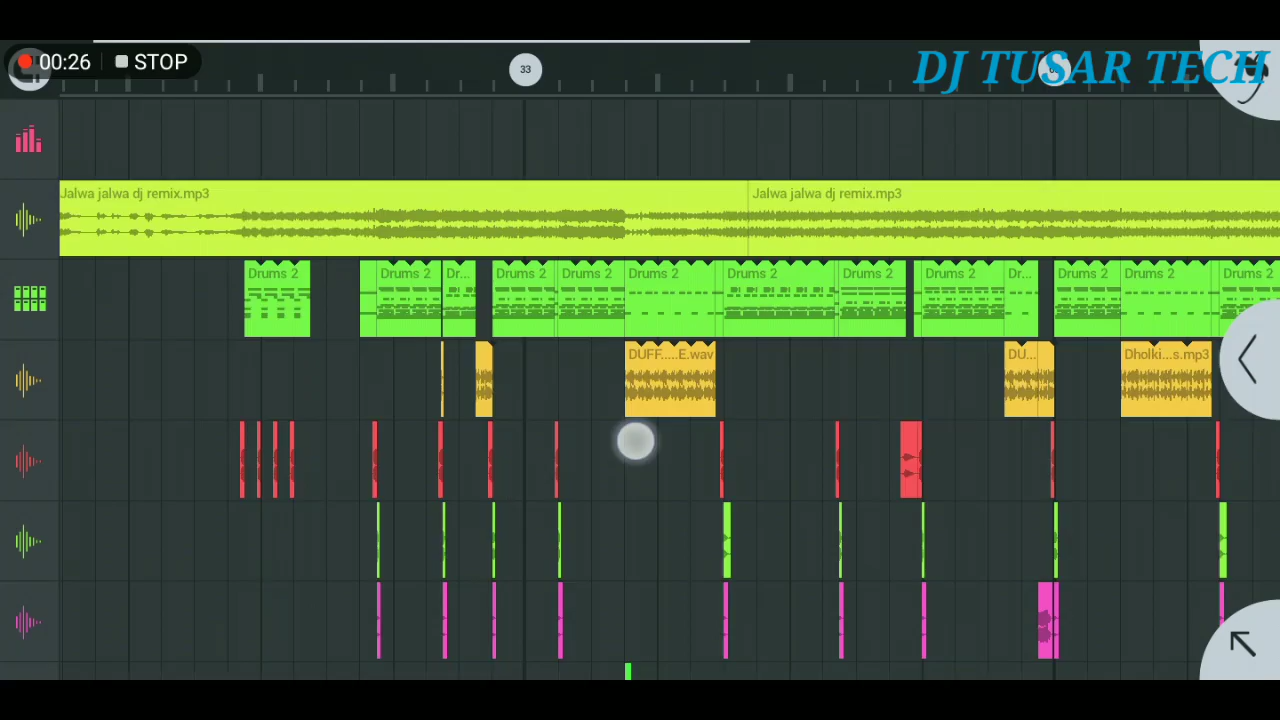 00:26 STOP
33
DJ TUSAR TECH
Jalwa jalwa dj remix.mp3 Jalwa jalwa dj remix.mp3
Drums 2 Drums 2 Dr... Drums 2 Drums 2 Drums 2 Drums 2 Drums 2 Drums 2 Dr... Drums 2 Drums 2 Drums 2
DUFF.....E.wav DU... Dholki...s.mp3